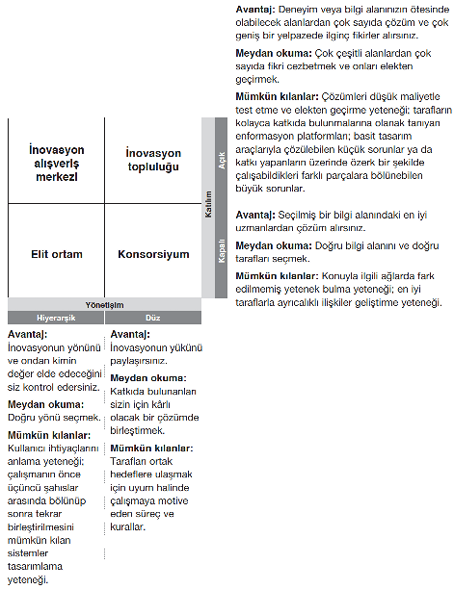 Avantaj: Deneyim veya bilgi alanınızın ötesinde
olabilecek alanlardan çok sayıda çözüm ve çok
geniş bir yelpazede ilginç fikirler alırsınız.
Meydan okuma: Çok çeşitli alanlardan çok
sayıda fikri cezbetmek ve onları elekten
geçirmek.
Mümkün kılanlar: Çözümleri düşük maliyetle
test etme ve elekten geçirme yeteneği; tarafların
kolayca katkıda bulunmalarına olanak tanıyan
enformasyon platformları; basit tasarım
araçlarıyla çözülebilen küçük sorunlar ya da
katkı yapanların üzerinde özerk bir şekilde
çalışabildikleri farklı parçalara bölünebilen
büyük sorunlar.
Avantaj: Seçilmiş bir bilgi alanındaki en iyi
uzmanlardan çözüm alırsınız.
Meydan okuma: Doğru bilgi alanını ve doğru
tarafları seçmek.
Mümkün kılanlar: Konuyla ilgili ağlarda fark
edilmemiş yetenek bulma yeteneği; en iyi
taraflarla ayrıcalıklı ilişkiler geliştirme yeteneği.
İnovasyon
alışveriş
merkezi
İnovasyon
topluluğu
Elit ortam
Konsorsiyum
Katılım
Açık
Kapalı
Yönetişim
Hiyerarşik
Düz
Avantaj:
İnovasyonun yönünü
ve ondan kimin
değer elde edeceğini
siz kontrol edersiniz.
Meydan okuma:
Doğru yönü seçmek.
Mümkün kılanlar:
Kullanıcı ihtiyaçlarını
anlama yeteneği;
çalışmanın önce
üçüncü şahıslar
arasında bölünüp
sonra tekrar
birleştirilmesini
mümkün kılan
sistemler
tasarımlama
yeteneği.
Avantaj:
İnovasyonun yükünü
paylaşırsınız.
Meydan okuma:
Katkıda bulunanları
sizin için kârlı
olacak bir çözümde
birleştirmek.
Mümkün kılanlar:
Tarafları ortak
hedeflere ulaşmak
için uyum halinde
çalışmaya motive
eden süreç ve
kurallar.